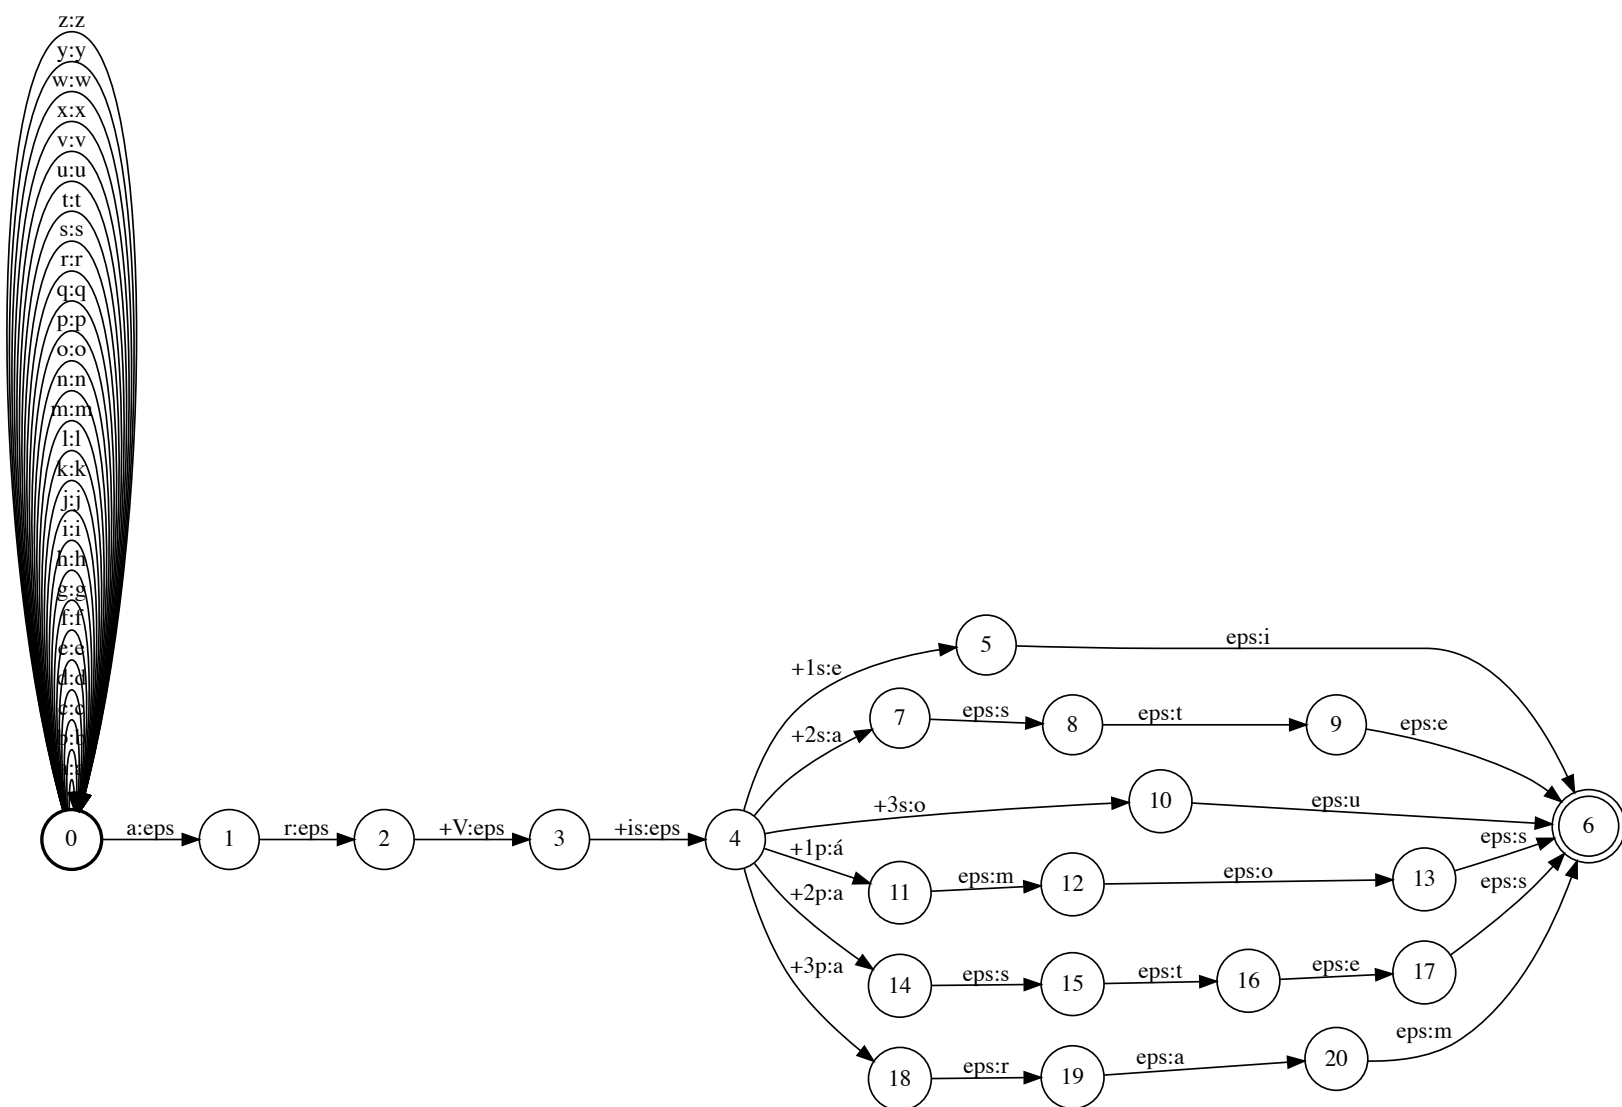 z:z
y:y
w:w
x:x
v:v
u:u
t:t
s:s
r:r
q:q
p:p
o:o
n:n
m:m
l:l
k:k
j:j
i:i
h:h
g:g
f:f
e:e
d:d
c:c
b:b
a:a
0
a:eps
1
r:eps
2
+V:eps
3
+is:eps
4
+1s:e
5
eps:i
+2s:a
7
eps:s
8
eps:t
9
eps:e
+3s:o
10
eps:u
6
+1p:á
11
eps:m
12
eps:o
13
eps:s
+2p:a
14
eps:s
15
eps:t
16
eps:e
17
eps:s
+3p:a
18
eps:r
19
eps:a
20
eps:m